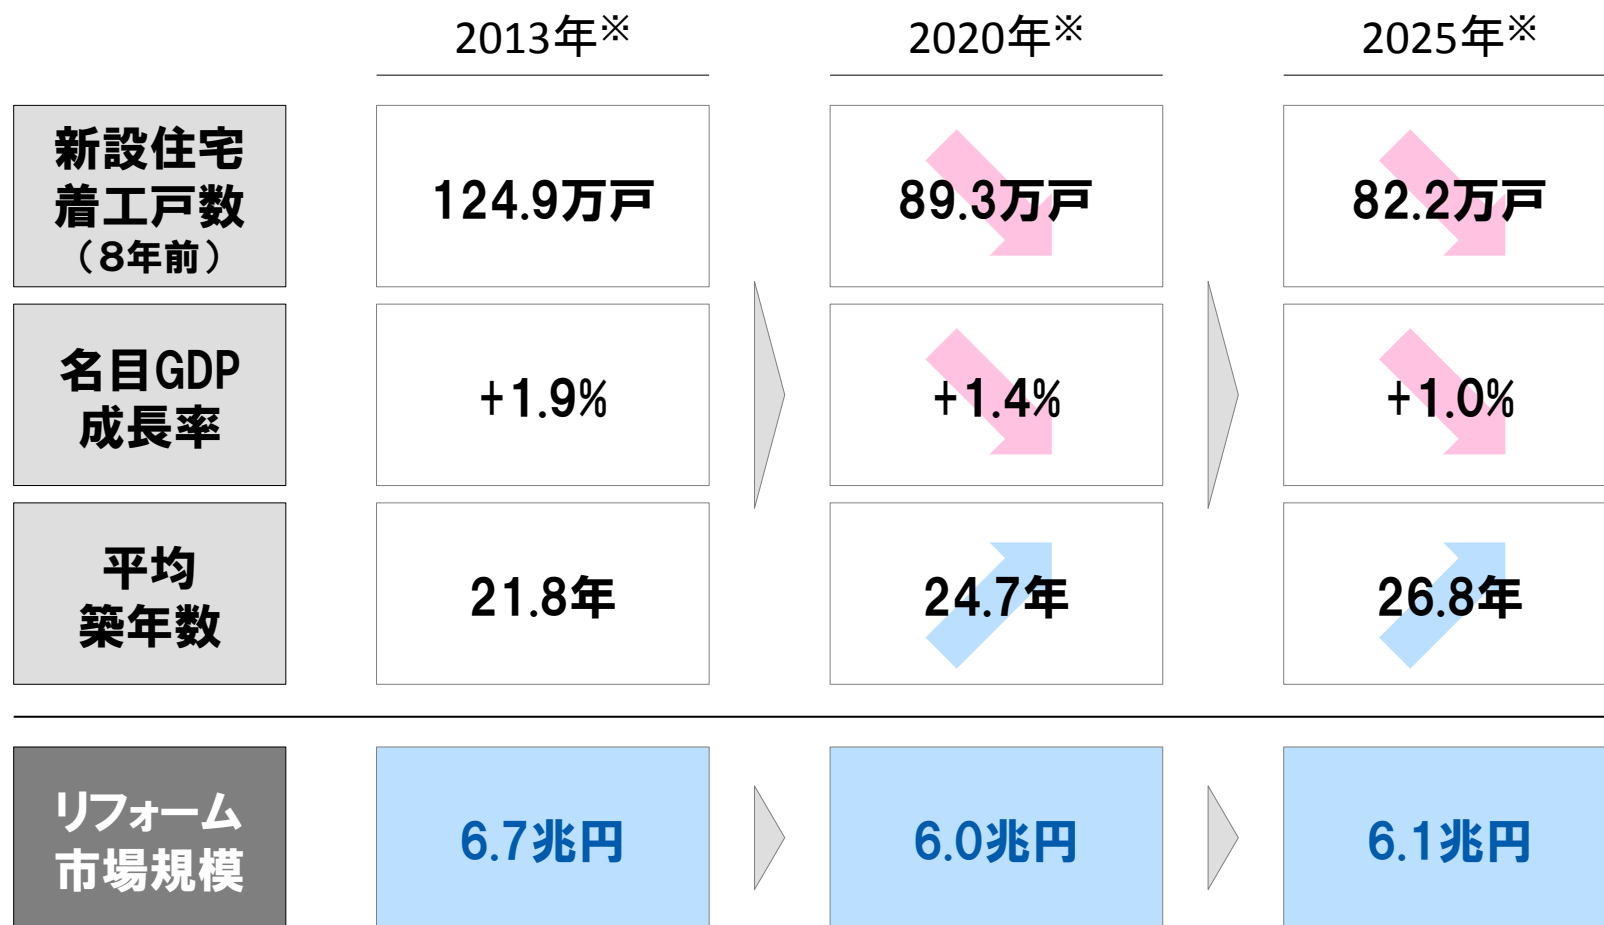 2013年※ 2020年※ 2025年※
新設住宅
着工戸数
（８年前）
124.9万戸 89.3万戸 82.2万戸
名目GDP
成長率
+1.9% +1.4% +1.0%
平均
築年数
21.8年 24.7年 26.8年
リフォーム
市場規模
6.7兆円 6.0兆円 6.1兆円